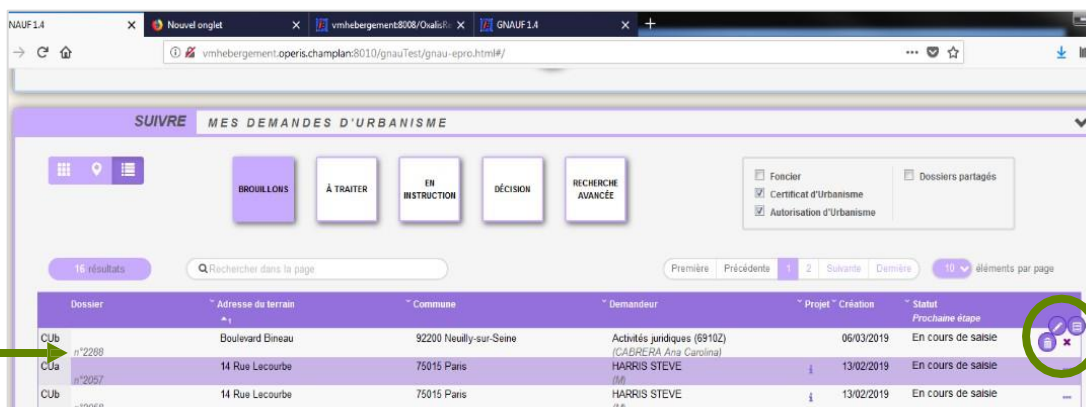 NAUF 1.4 × Nouvel onglet × vmhebergement:8008/OxalisR × GNAUF 1.4 × +
vmhebergement.operis.champlan:8010/gnauTest/gnau-epro.html#/
SUIVRE MES DEMANDES D'URBANISME
BROUILLONS À TRAITER EN INSTRUCTION DÉCISION RECHERCHE AVANCÉE
Foncier Dossiers partagés
Certificat d'Urbanisme
Autorisation d'Urbanisme
16 résultats Rechercher dans la page Première Précédente 1 2 Suivante Dernière 10 éléments par page
Dossier Adresse du terrain Commune Demandeur Projet Création Statut
1 Prochaine étape
CUb Boulevard Bineau 92200 Neuilly-sur-Seine Activités juridiques (6910Z) 06/03/2019 En cours de saisie
n°2268 (CABRERA Ana Carolina)
CUa 14 Rue Lecourbe 75015 Paris HARRIS STEVE i 13/02/2019 En cours de saisie
n°2057 (M)
CUb 14 Rue Lecourbe 75015 Paris HARRIS STEVE i 13/02/2019 En cours de saisie